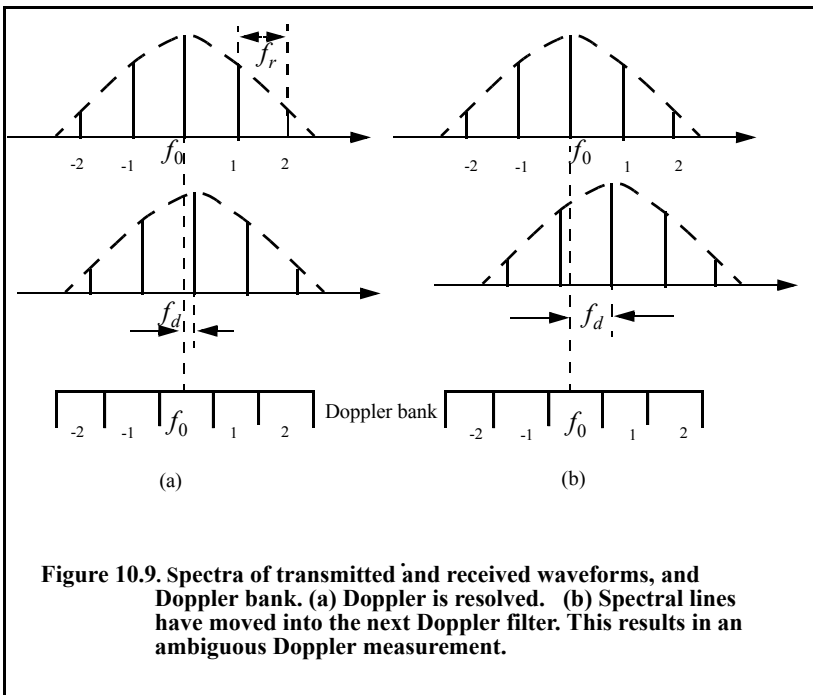 f_r
-2 -1 f_0 1 2
-2 -1 f_0 1 2
f_d
f_d
Doppler bank
-2 -1 f_0 1 2
-2 -1 f_0 1 2
(a)
(b)
Figure 10.9. Spectra of transmitted and received waveforms, and
Doppler bank. (a) Doppler is resolved. (b) Spectral lines
have moved into the next Doppler filter. This results in an
ambiguous Doppler measurement.